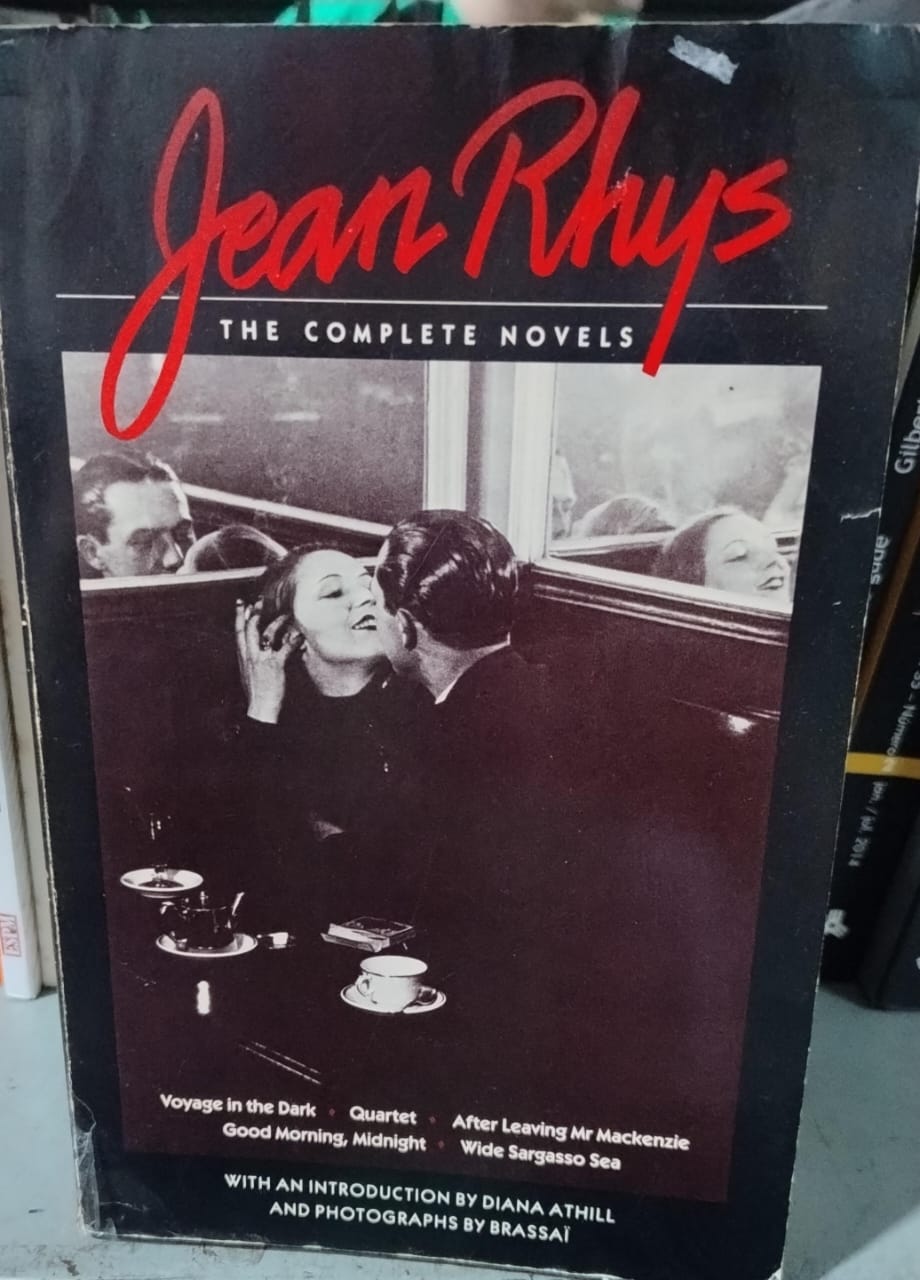 Jean Rhys
THE COMPLETE NOVELS
Voyage in the Dark • Quartet • After Leaving Mr Mackenzie
Good Morning, Midnight • Wide Sargasso Sea
WITH AN INTRODUCTION BY DIANA ATHILL
AND PHOTOGRAPHS BY BRASSAÏ